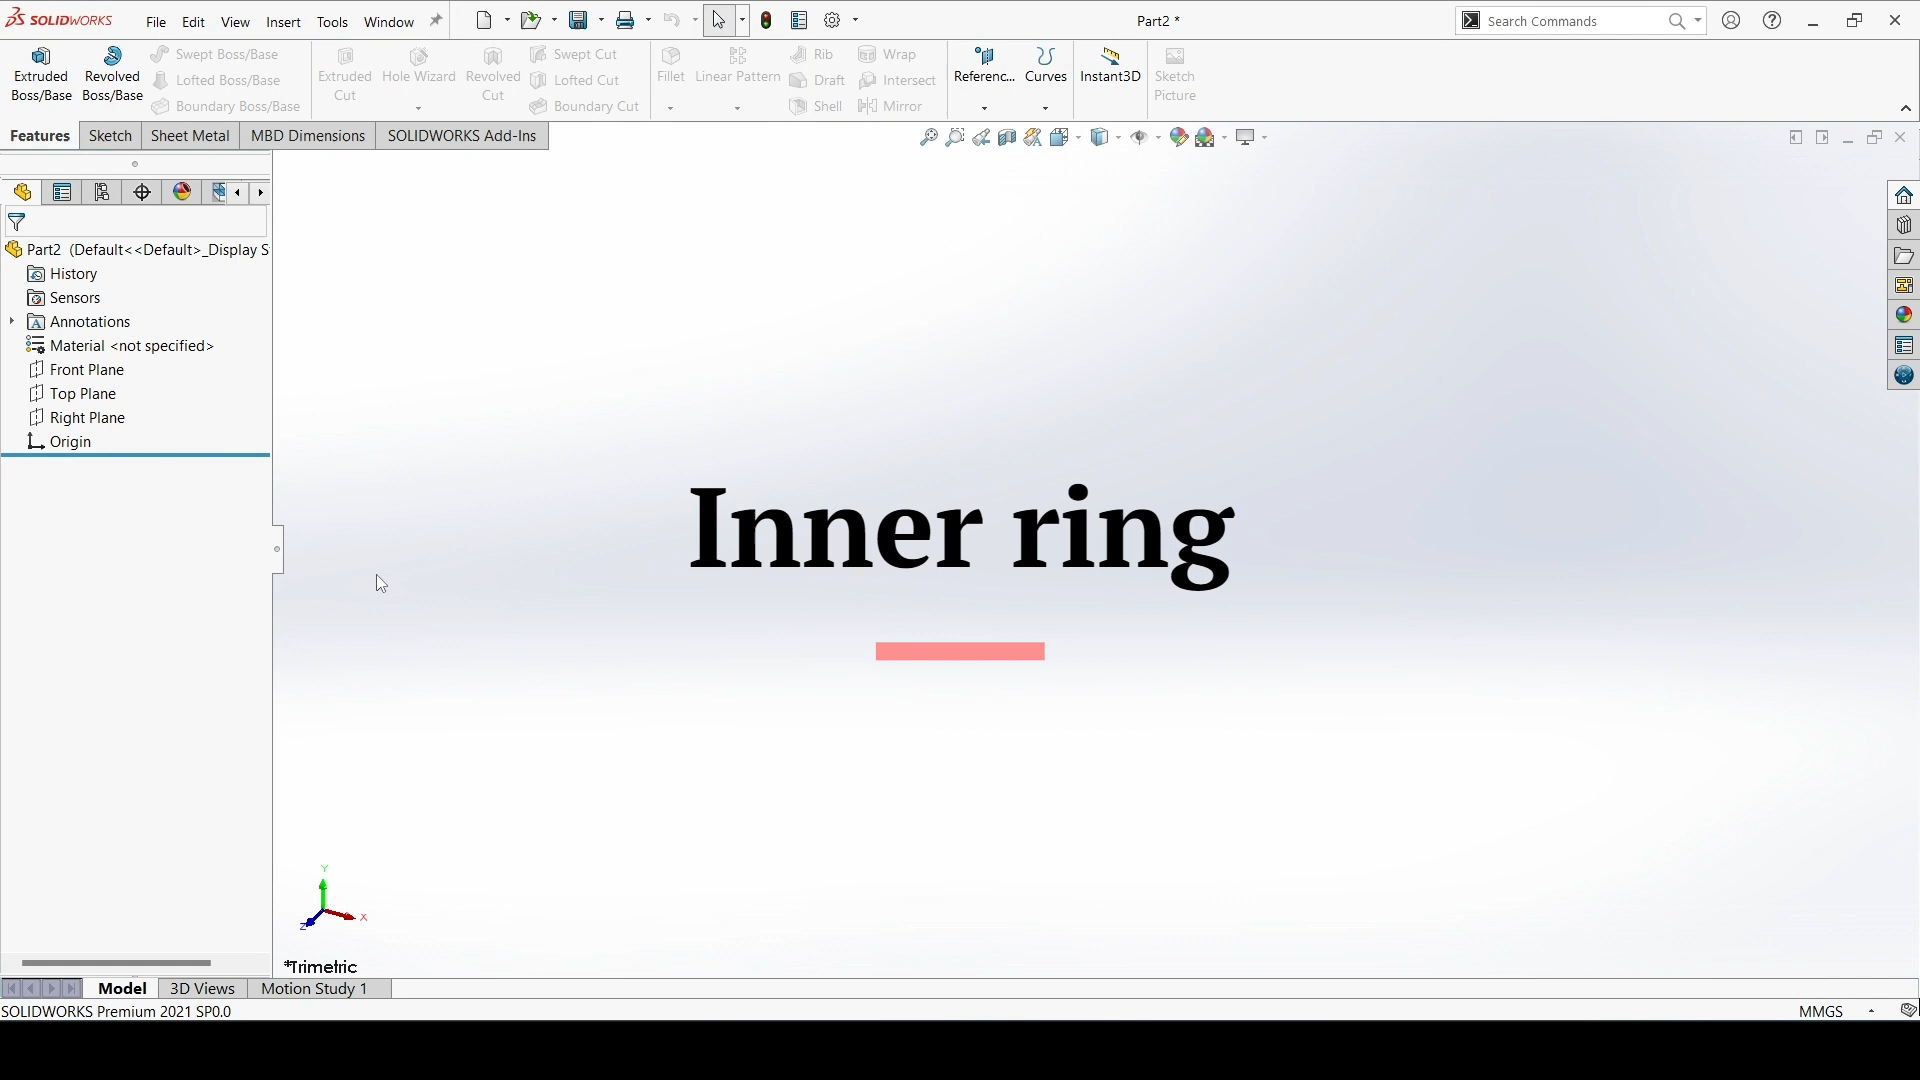 SOLIDWORKS File Edit View Insert Tools Window Part2 * Search Commands
Extruded Boss/Base
Revolved Boss/Base
Swept Boss/Base
Lofted Boss/Base
Boundary Boss/Base
Extruded Cut
Hole Wizard
Revolved Cut
Swept Cut
Lofted Cut
Boundary Cut
Fillet
Linear Pattern
Rib
Draft
Shell
Wrap
Intersect
Mirror
Referenc...
Curves
Instant3D
Sketch Picture
Features Sketch Sheet Metal MBD Dimensions SOLIDWORKS Add-Ins
Part2 (Default<<Default>_Display S
History
Sensors
Annotations
Material <not specified>
Front Plane
Top Plane
Right Plane
Origin
Inner ring
Y
X
Z
*Trimetric
Model 3D Views Motion Study 1
SOLIDWORKS Premium 2021 SP0.0 MMGS